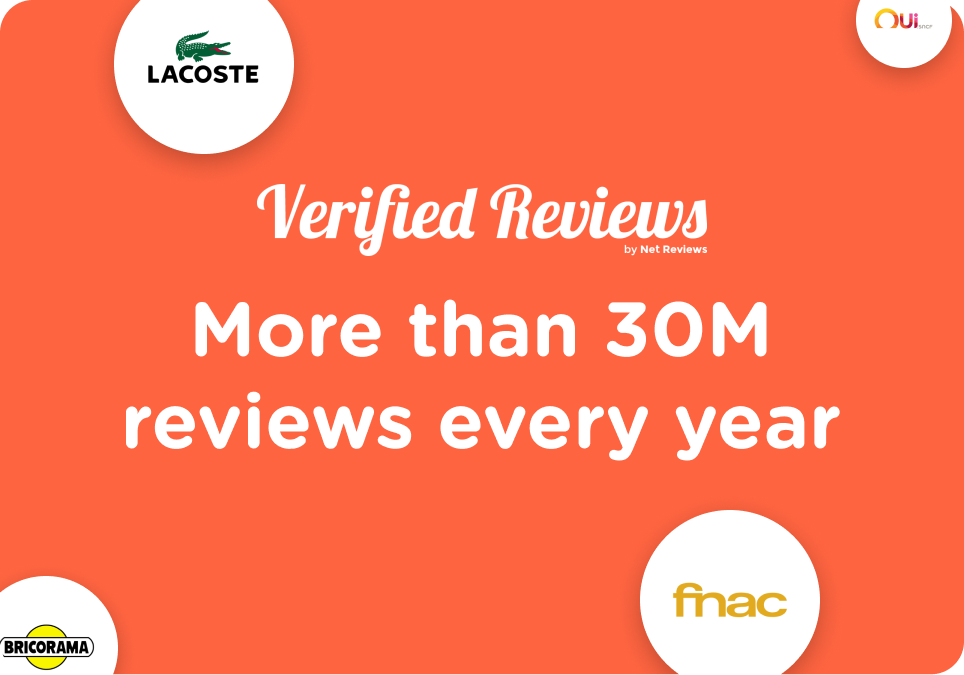 LACOSTE
OUi
SNCF
Verified Reviews
by Net Reviews
More than 30M
reviews every year
fnac
BRICORAMA